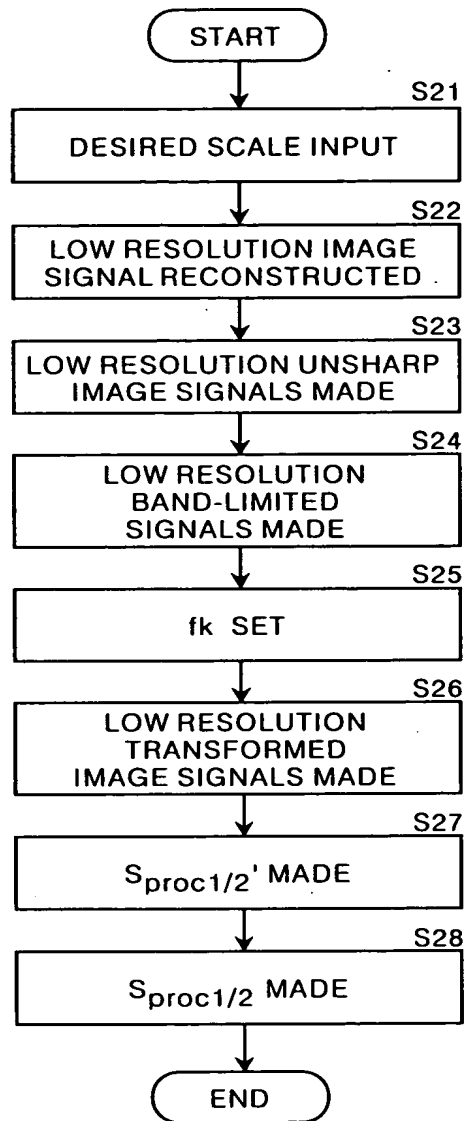 START
S21
DESIRED SCALE INPUT
S22
LOW RESOLUTION IMAGE
SIGNAL RECONSTRUCTED
S23
LOW RESOLUTION UNSHARP
IMAGE SIGNALS MADE
S24
LOW RESOLUTION
BAND-LIMITED
SIGNALS MADE
S25
fk SET
S26
LOW RESOLUTION
TRANSFORMED
IMAGE SIGNALS MADE
S27
Sproc1/2' MADE
S28
Sproc1/2 MADE
END